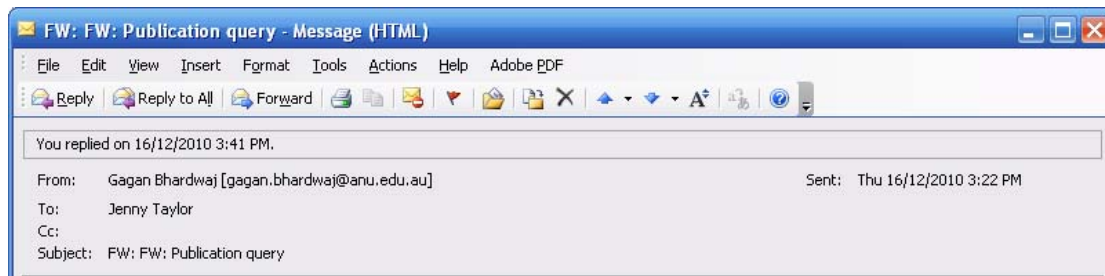 FW: FW: Publication query - Message (HTML)
File Edit View Insert Format Tools Actions Help Adobe PDF
Reply Reply to All Forward
You replied on 16/12/2010 3:41 PM.
From: Gagan Bhardwaj [gagan.bhardwaj@anu.edu.au] Sent: Thu 16/12/2010 3:22 PM
To: Jenny Taylor
Cc:
Subject: FW: FW: Publication query